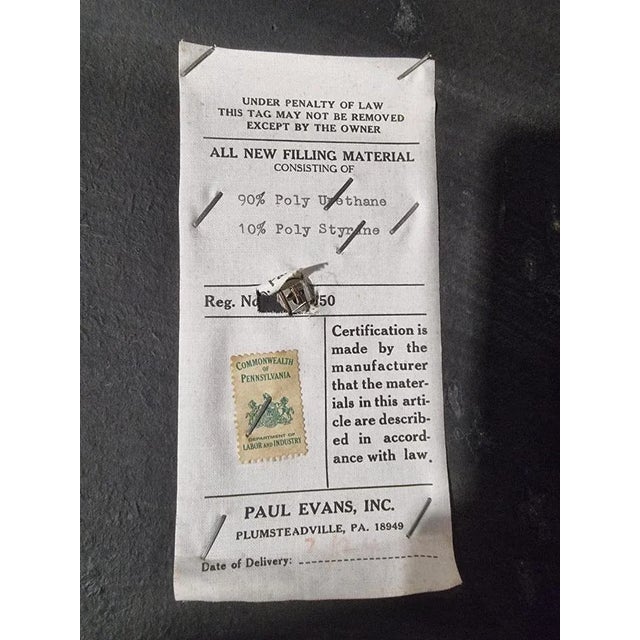 UNDER PENALTY OF LAW
THIS TAG MAY NOT BE REMOVED
EXCEPT BY THE OWNER
ALL NEW FILLING MATERIAL
CONSISTING OF
90% Poly Urethane
10% Poly Styrene
Reg. No. 50
COMMONWEALTH
OF
PENNSYLVANIA
DEPARTMENT OF
LABOR AND INDUSTRY
Certification is
made by the
manufacturer
that the mater-
ials in this arti-
cle are describ-
ed in accord-
ance with law.
PAUL EVANS, INC.
PLUMSTEADVILLE, PA. 18949
Date of Delivery: